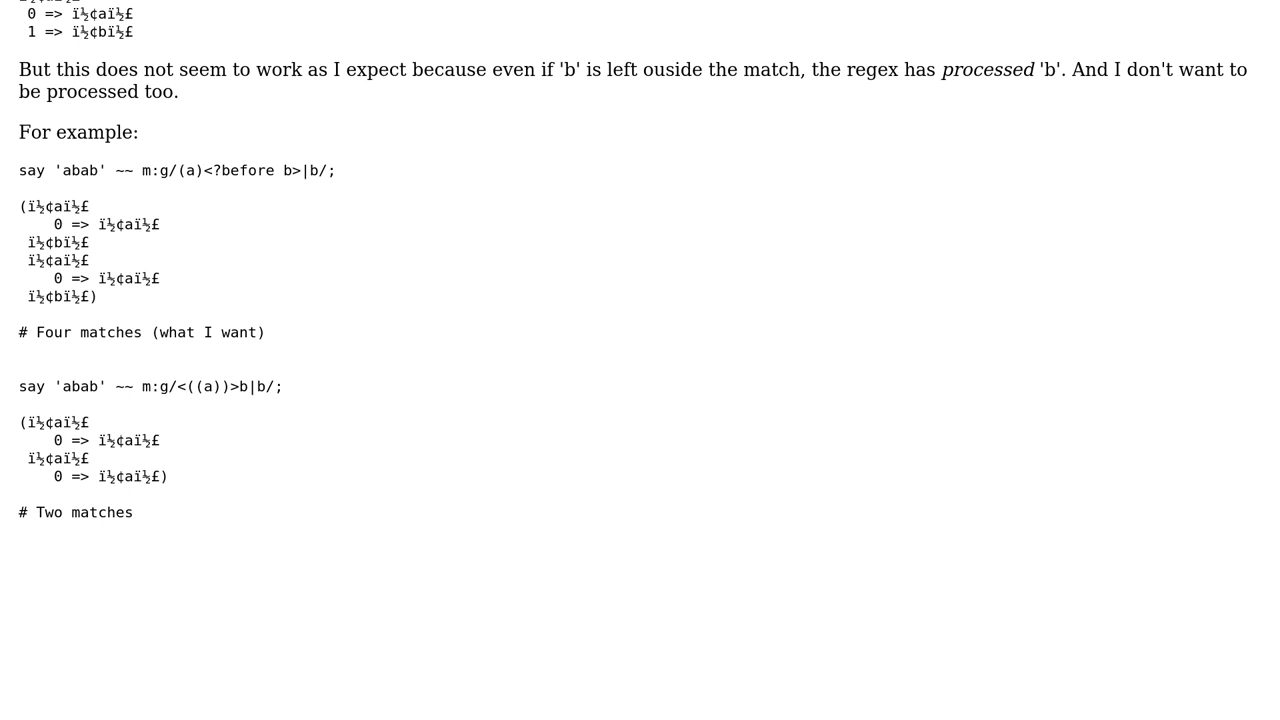 0 => ï½¢aï½£
1 => ï½¢bï½£
But this does not seem to work as I expect because even if 'b' is left ouside the match, the regex has processed 'b'. And I don't want to
be processed too.
For example:
say 'abab' ~~ m:g/(a)<?before b>|b/;
(ï½¢aï½£
0 => ï½¢aï½£
ï½¢bï½£
ï½¢aï½£
0 => ï½¢aï½£
ï½¢bï½£)
# Four matches (what I want)
say 'abab' ~~ m:g/<((a))>b|b/;
(ï½¢aï½£
0 => ï½¢aï½£
ï½¢aï½£
0 => ï½¢aï½£)
# Two matches